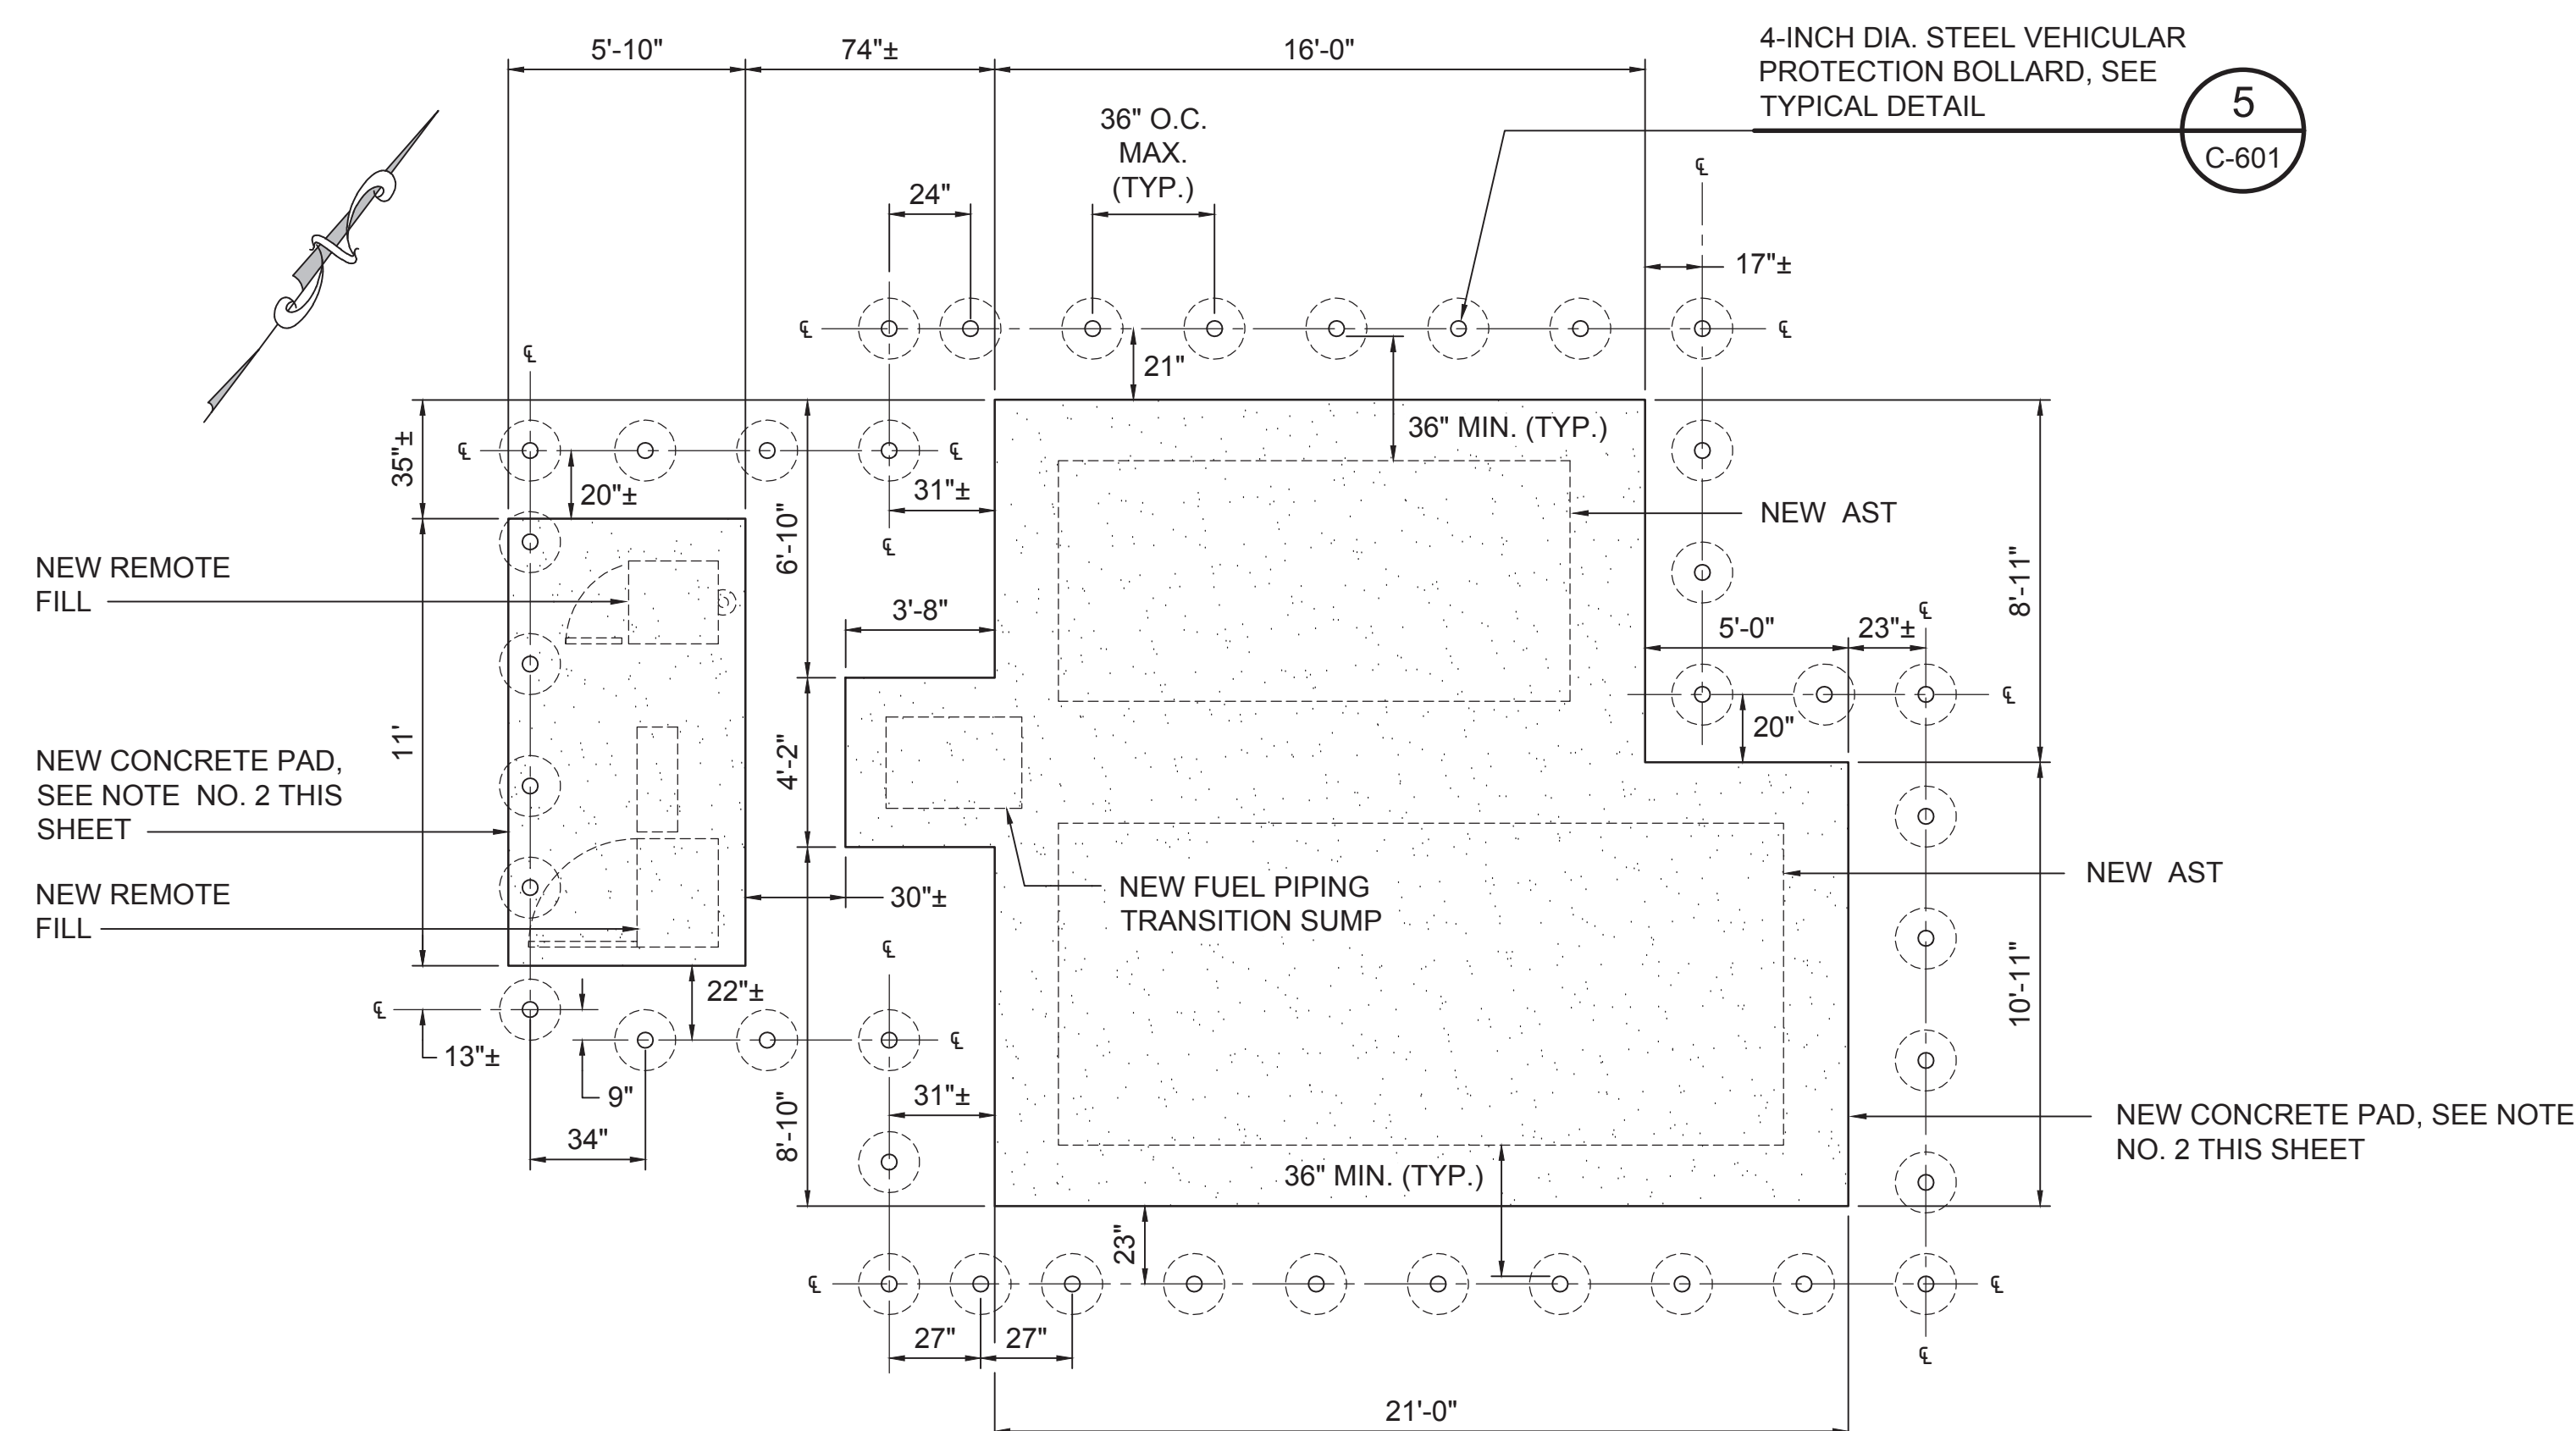 5'-10"
74"±
16'-0"
4-INCH DIA. STEEL VEHICULAR
PROTECTION BOLLARD, SEE
TYPICAL DETAIL
5
C-601
36" O.C.
MAX.
(TYP.)
24"
℄
17"±
℄
℄
21"
℄
35"±
℄
℄
36" MIN. (TYP.)
20"±
31"±
6'-10"
NEW AST
℄
NEW REMOTE
FILL
8'-11"
3'-8"
5'-0"
23"±
℄
℄
20"
11'
4'-2"
NEW CONCRETE PAD,
SEE NOTE NO. 2 THIS
SHEET
NEW AST
NEW REMOTE
FILL
30"±
NEW FUEL PIPING
TRANSITION SUMP
℄
22"±
10'-11"
℄
13"±
℄
9"
31"±
8'-10"
34"
NEW CONCRETE PAD, SEE NOTE
NO. 2 THIS SHEET
36" MIN. (TYP.)
23"
℄
℄
27"
27"
℄
21'-0"